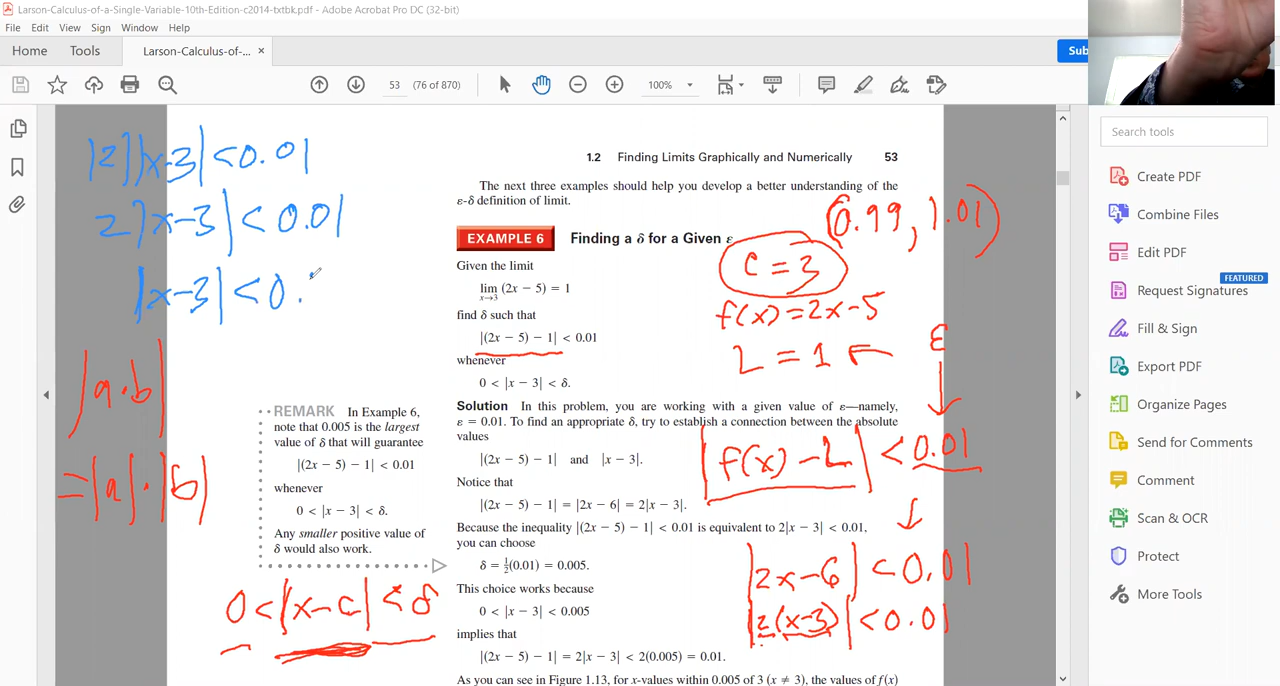 Larson-Calculus-of-a-Single-Variable-10th-Edition-c2014-txtbk.pdf - Adobe Acrobat Pro DC (32-bit)
File Edit View Sign Window Help
Home Tools Larson-Calculus-of-... ×
53 (76 of 870) 100%
Search tools
Create PDF
Combine Files
Edit PDF
FEATURED
Request Signatures
Fill & Sign
Export PDF
Organize Pages
Send for Comments
Comment
Scan & OCR
Protect
More Tools
|2||x-3| < 0.01
2|x-3| < 0.01
|x-3| < 0.
|a·b|
=|a|·|b|
1.2 Finding Limits Graphically and Numerically 53
The next three examples should help you develop a better understanding of the
ε-δ definition of limit.
(0.99, 1.01)
EXAMPLE 6 Finding a δ for a Given ε
c = 3
f(x) = 2x-5
L = 1 ←
ε
Given the limit
lim x→3 (2x − 5) = 1
find δ such that
|(2x − 5) − 1| < 0.01
whenever
0 < |x − 3| < δ.
Solution In this problem, you are working with a given value of ε—namely,
ε = 0.01. To find an appropriate δ, try to establish a connection between the absolute
values
|(2x − 5) − 1| and |x − 3|.
|f(x) - L| < 0.01
Notice that
|(2x − 5) − 1| = |2x − 6| = 2|x − 3|.
Because the inequality |(2x − 5) − 1| < 0.01 is equivalent to 2|x − 3| < 0.01,
you can choose
δ = ½(0.01) = 0.005.
|2x-6| < 0.01
|2(x-3)| < 0.01
This choice works because
0 < |x − 3| < 0.005
implies that
|(2x − 5) − 1| = 2|x − 3| < 2(0.005) = 0.01.
As you can see in Figure 1.13, for x-values within 0.005 of 3 (x ≠ 3), the values of f(x)
REMARK In Example 6,
note that 0.005 is the largest
value of δ that will guarantee
|(2x − 5) − 1| < 0.01
whenever
0 < |x − 3| < δ.
Any smaller positive value of
δ would also work.
0 < |x-c| < δ